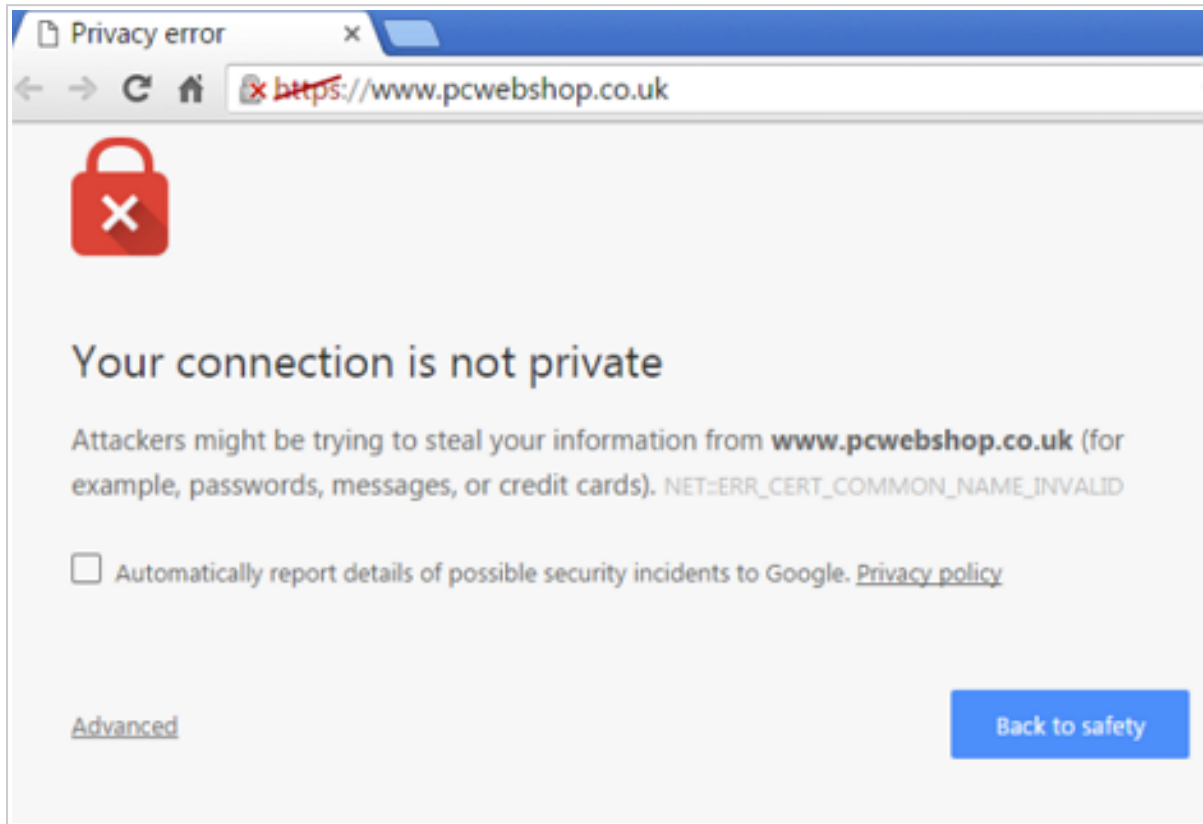 Privacy error
https://www.pcwebshop.co.uk
Your connection is not private
Attackers might be trying to steal your information from www.pcwebshop.co.uk (for
example, passwords, messages, or credit cards). NET::ERR_CERT_COMMON_NAME_INVALID
Automatically report details of possible security incidents to Google. Privacy policy
Advanced
Back to safety